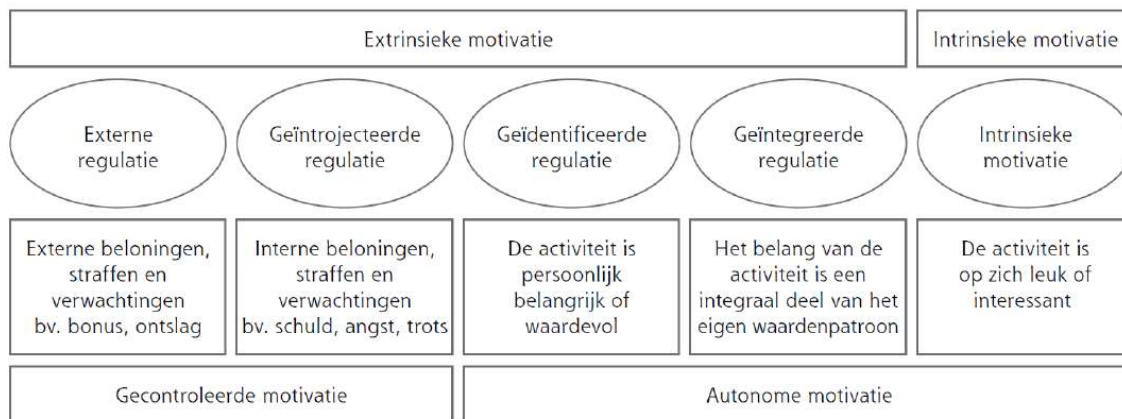 Extrinsieke motivatie
Intrinsieke motivatie
Externe
regulatie
Geïntrojecteerde
regulatie
Geïdentificeerde
regulatie
Geïntegreerde
regulatie
Intrinsieke
motivatie
Externe beloningen,
straffen en
verwachtingen
bv. bonus, ontslag
Interne beloningen,
straffen en
verwachtingen
bv. schuld, angst, trots
De activiteit is
persoonlijk
belangrijk of
waardevol
Het belang van de
activiteit is een
integraal deel van het
eigen waardenpatroon
De activiteit is
op zich leuk of
interessant
Gecontroleerde motivatie
Autonome motivatie